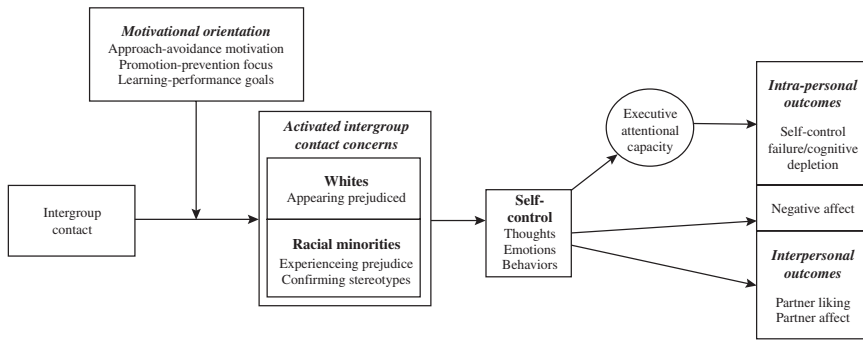 Motivational orientation
Approach-avoidance motivation
Promotion-prevention focus
Learning-performance goals
Intergroup
contact
Activated intergroup
contact concerns
Whites
Appearing prejudiced
Racial minorities
Experienceing prejudice
Confirming stereotypes
Self-
control
Thoughts
Emotions
Behaviors
Executive
attentional
capacity
Intra-personal
outcomes
Self-control
failure/cognitive
depletion
Negative affect
Interpersonal
outcomes
Partner liking
Partner affect